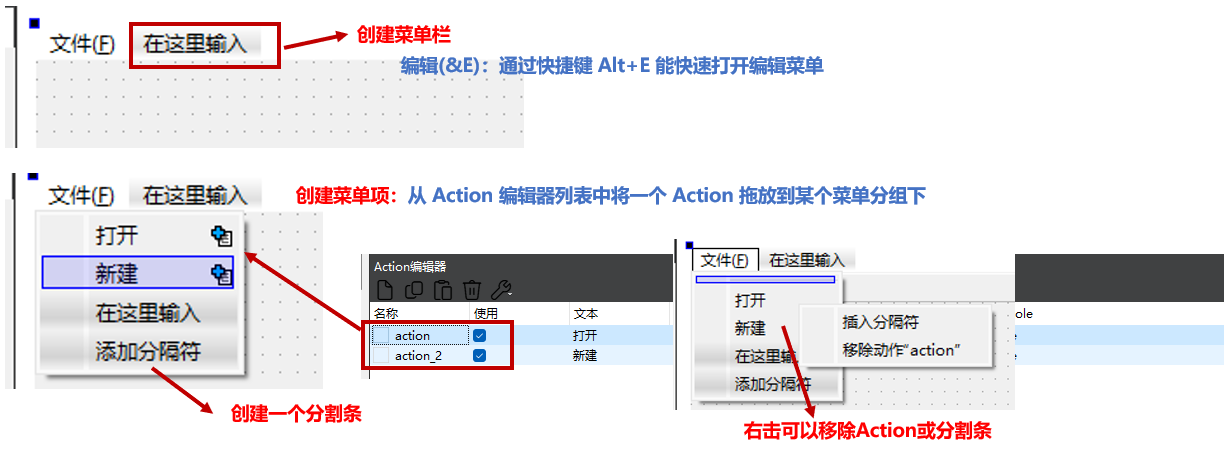 文件(F) 在这里输入
创建菜单栏
编辑(&E)：通过快捷键 Alt+E 能快速打开编辑菜单
文件(F) 在这里输入
创建菜单项：从 Action 编辑器列表中将一个 Action 拖放到某个菜单分组下
打开
新建
在这里输入
添加分隔符
创建一个分割条
Action编辑器
名称 使用 文本
action 打开
action_2 新建
文件(F) 在这里输入
打开
新建
在这里输
添加分隔符
插入分隔符
移除动作“action”
ole
e
e
右击可以移除Action或分割条